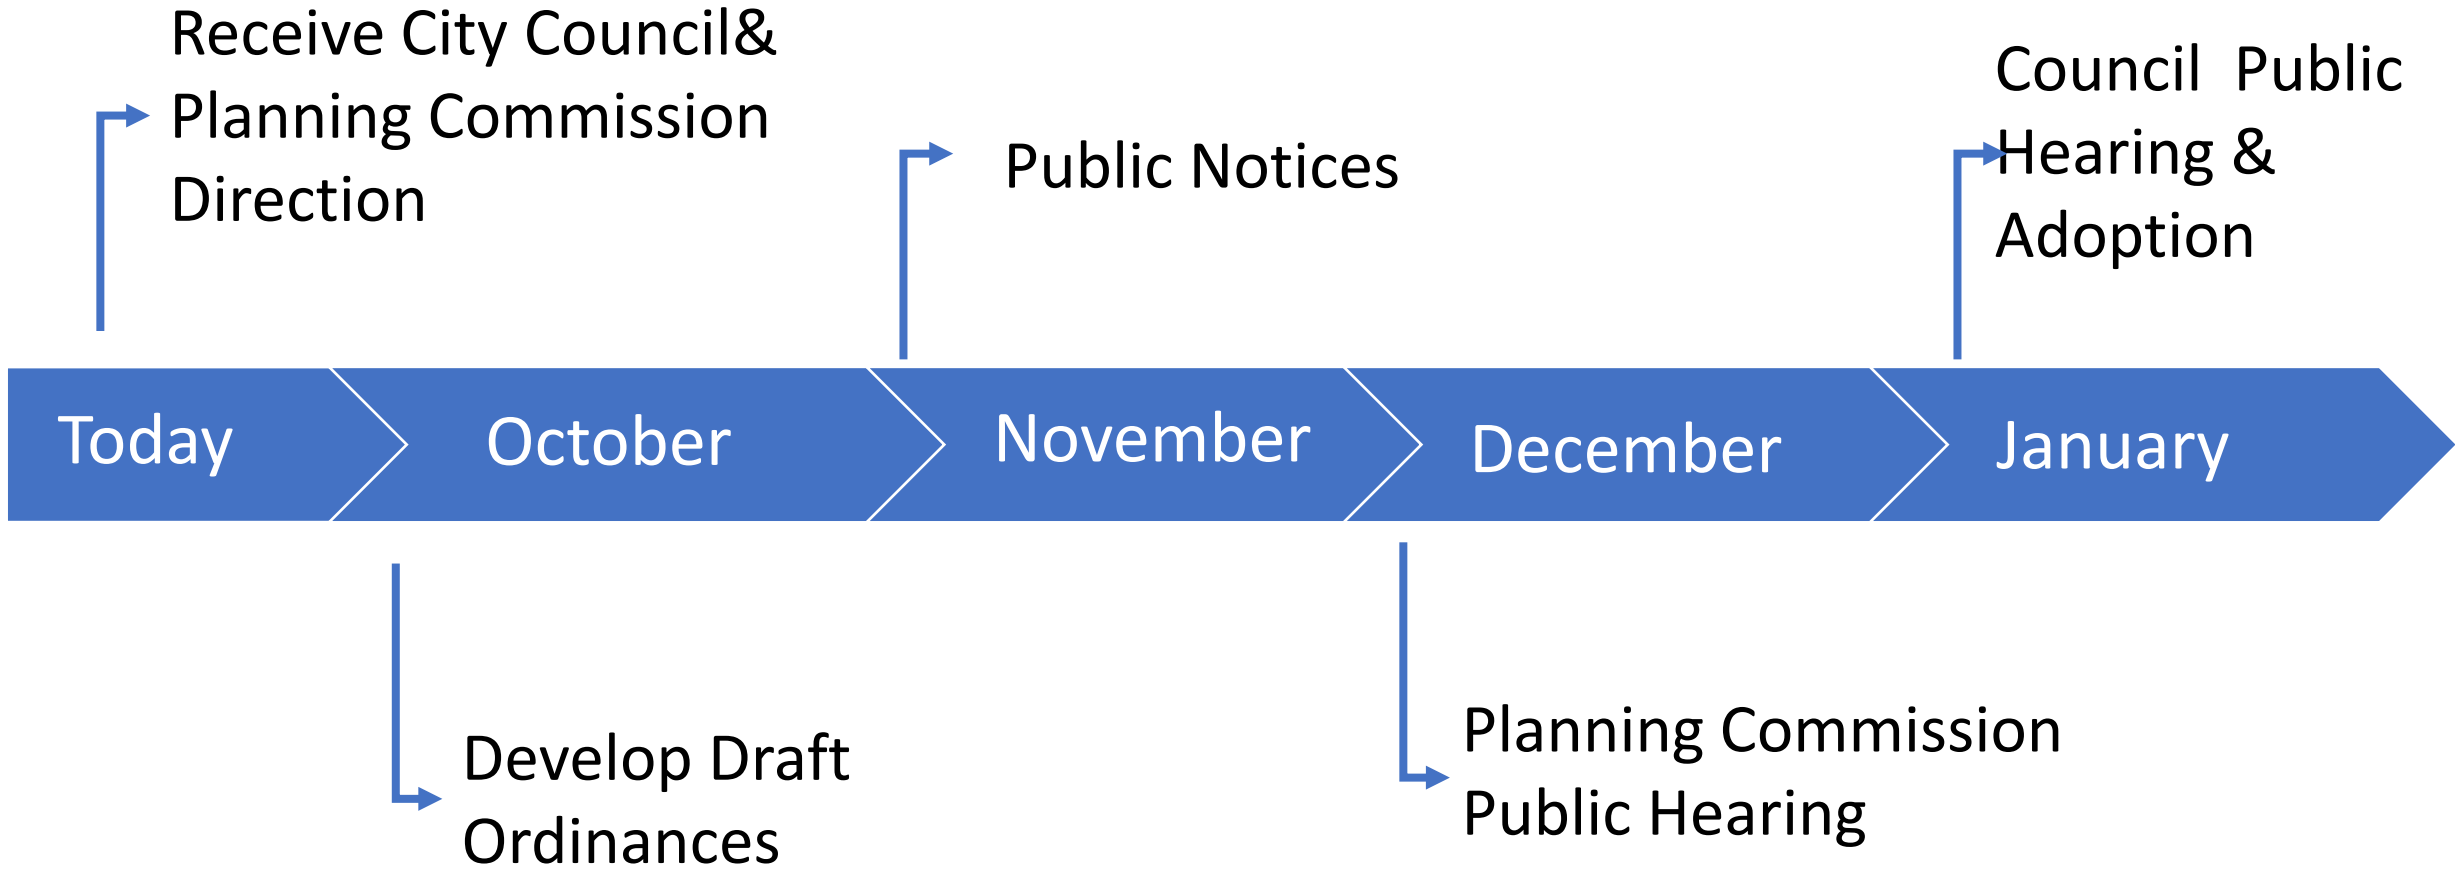 Receive City Council&
Planning Commission
Direction
Public Notices
Council  Public
Hearing &
Adoption
Today
October
November
December
January
Develop Draft
Ordinances
Planning Commission
Public Hearing